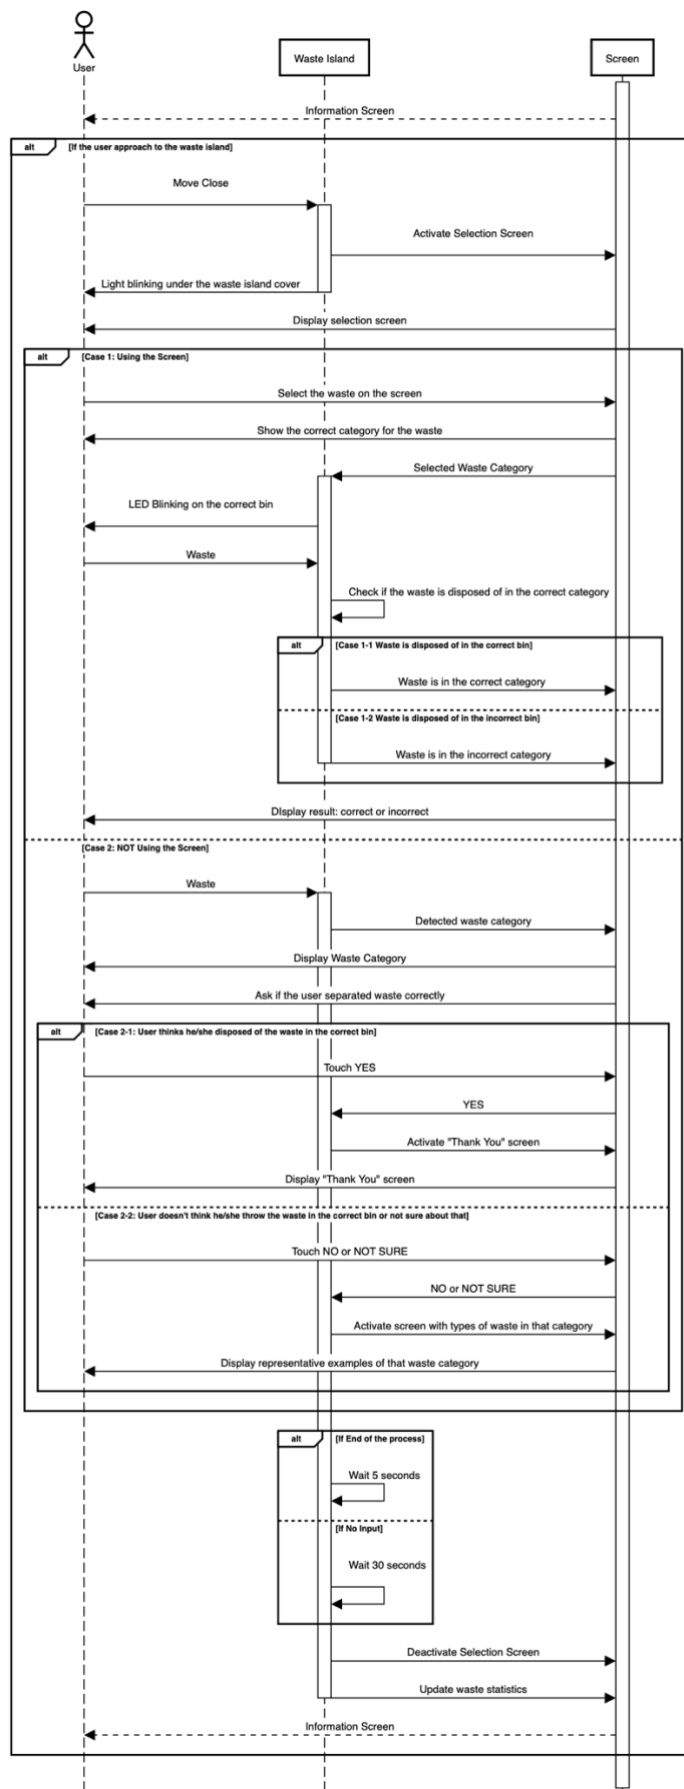 User
Waste Island
Screen
Information Screen
alt
[If the user approach to the waste island]
Move Close
Activate Selection Screen
Light blinking under the waste island cover
Display selection screen
alt
[Case 1: Using the Screen]
Select the waste on the screen
Show the correct category for the waste
Selected Waste Category
LED Blinking on the correct bin
Waste
Check if the waste is disposed of in the correct category
alt
[Case 1-1 Waste is disposed of in the correct bin]
Waste is in the correct category
[Case 1-2 Waste is disposed of in the incorrect bin]
Waste is in the incorrect category
DIsplay result: correct or incorrect
[Case 2: NOT Using the Screen]
Waste
Detected waste category
Display Waste Category
Ask if the user separated waste correctly
alt
[Case 2-1: User thinks he/she disposed of the waste in the correct bin]
Touch YES
YES
Activate "Thank You" screen
Display "Thank You" screen
[Case 2-2: User doesn't think he/she throw the waste in the correct bin or not sure about that]
Touch NO or NOT SURE
NO or NOT SURE
Activate screen with types of waste in that category
Display representative examples of that waste category
alt
[If End of the process]
Wait 5 seconds
[If No Input]
Wait 30 seconds
Deactivate Selection Screen
Update waste statistics
Information Screen